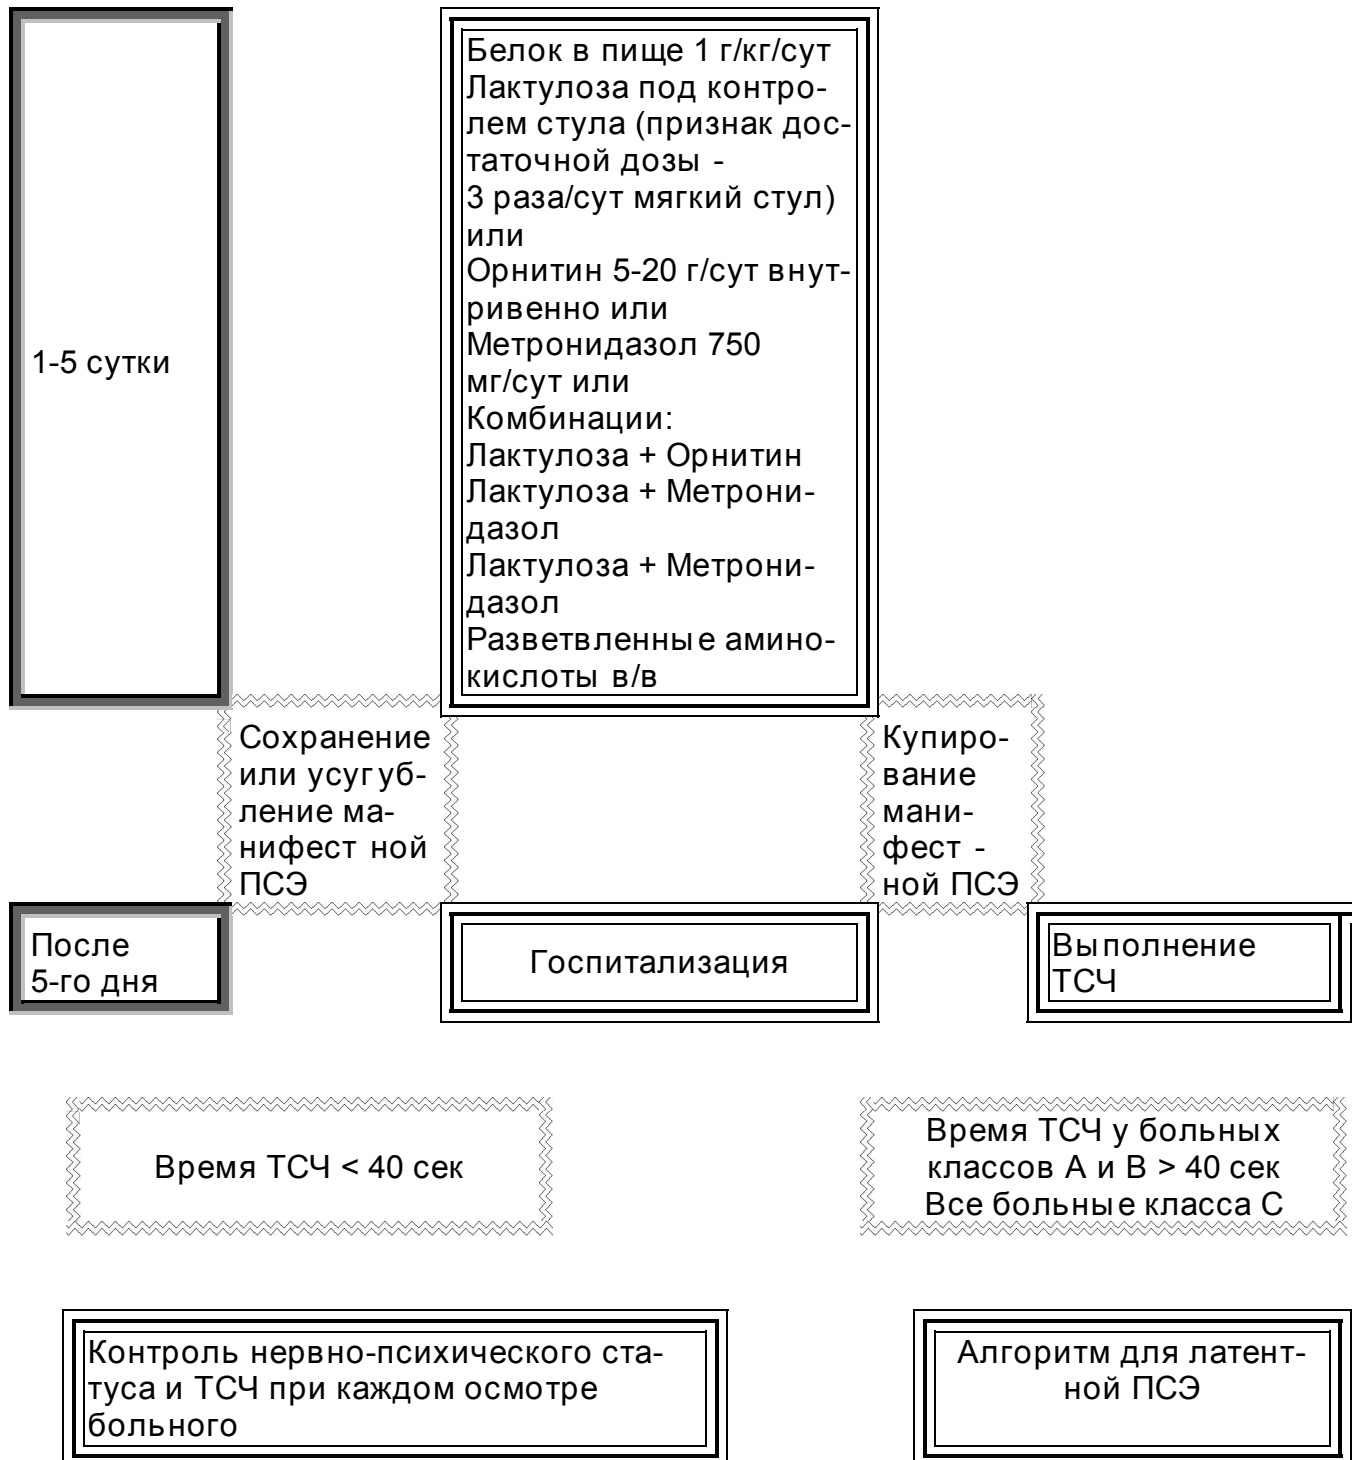 1-5 сутки
Белок в пище 1 г/кг/сут
Лактулоза под контро-
лем стула (признак дос-
таточной дозы -
3 раза/сут мягкий стул)
или
Орнитин 5-20 г/сут внут-
ривенно или
Метронидазол 750
мг/сут или
Комбинации:
Лактулоза + Орнитин
Лактулоза + Метрони-
дазол
Лактулоза + Метрони-
дазол
Разветвленные амино-
кислоты в/в
Сохранение
или усугуб-
ление ма-
нифест ной
ПСЭ
Купиро-
вание
мани-
фест -
ной ПСЭ
После
5-го дня
Госпитализация
Выполнение
ТСЧ
Время ТСЧ < 40 сек
Время ТСЧ у больных
классов А и В > 40 сек
Все больные класса С
Контроль нервно-психического ста-
туса и ТСЧ при каждом осмотре
больного
Алгоритм для латент-
ной ПСЭ